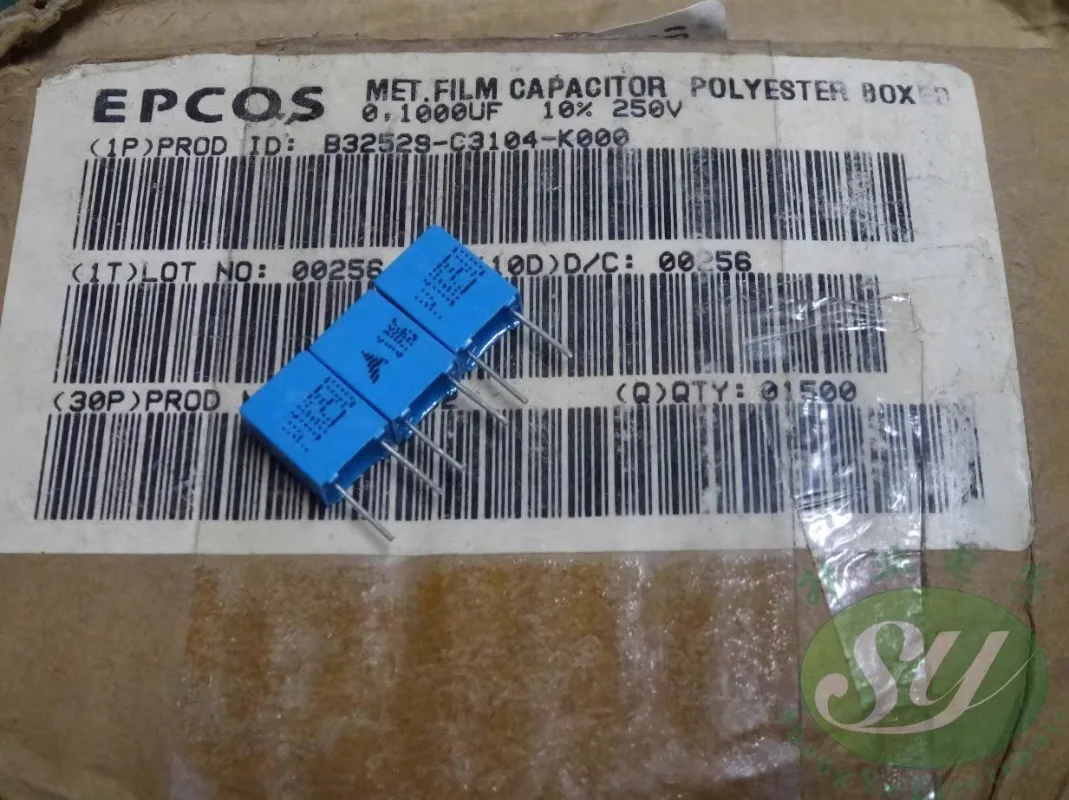 EPCOS
MET.FILM CAPACITOR POLYESTER BOXED
0,1000UF 10% 250V
(1P)PROD ID: B32529-C3104-K000
(1T)LOT NO: 00256 (10D)D/C: 00256
(30P)PROD (Q)QTY: 01500
SY